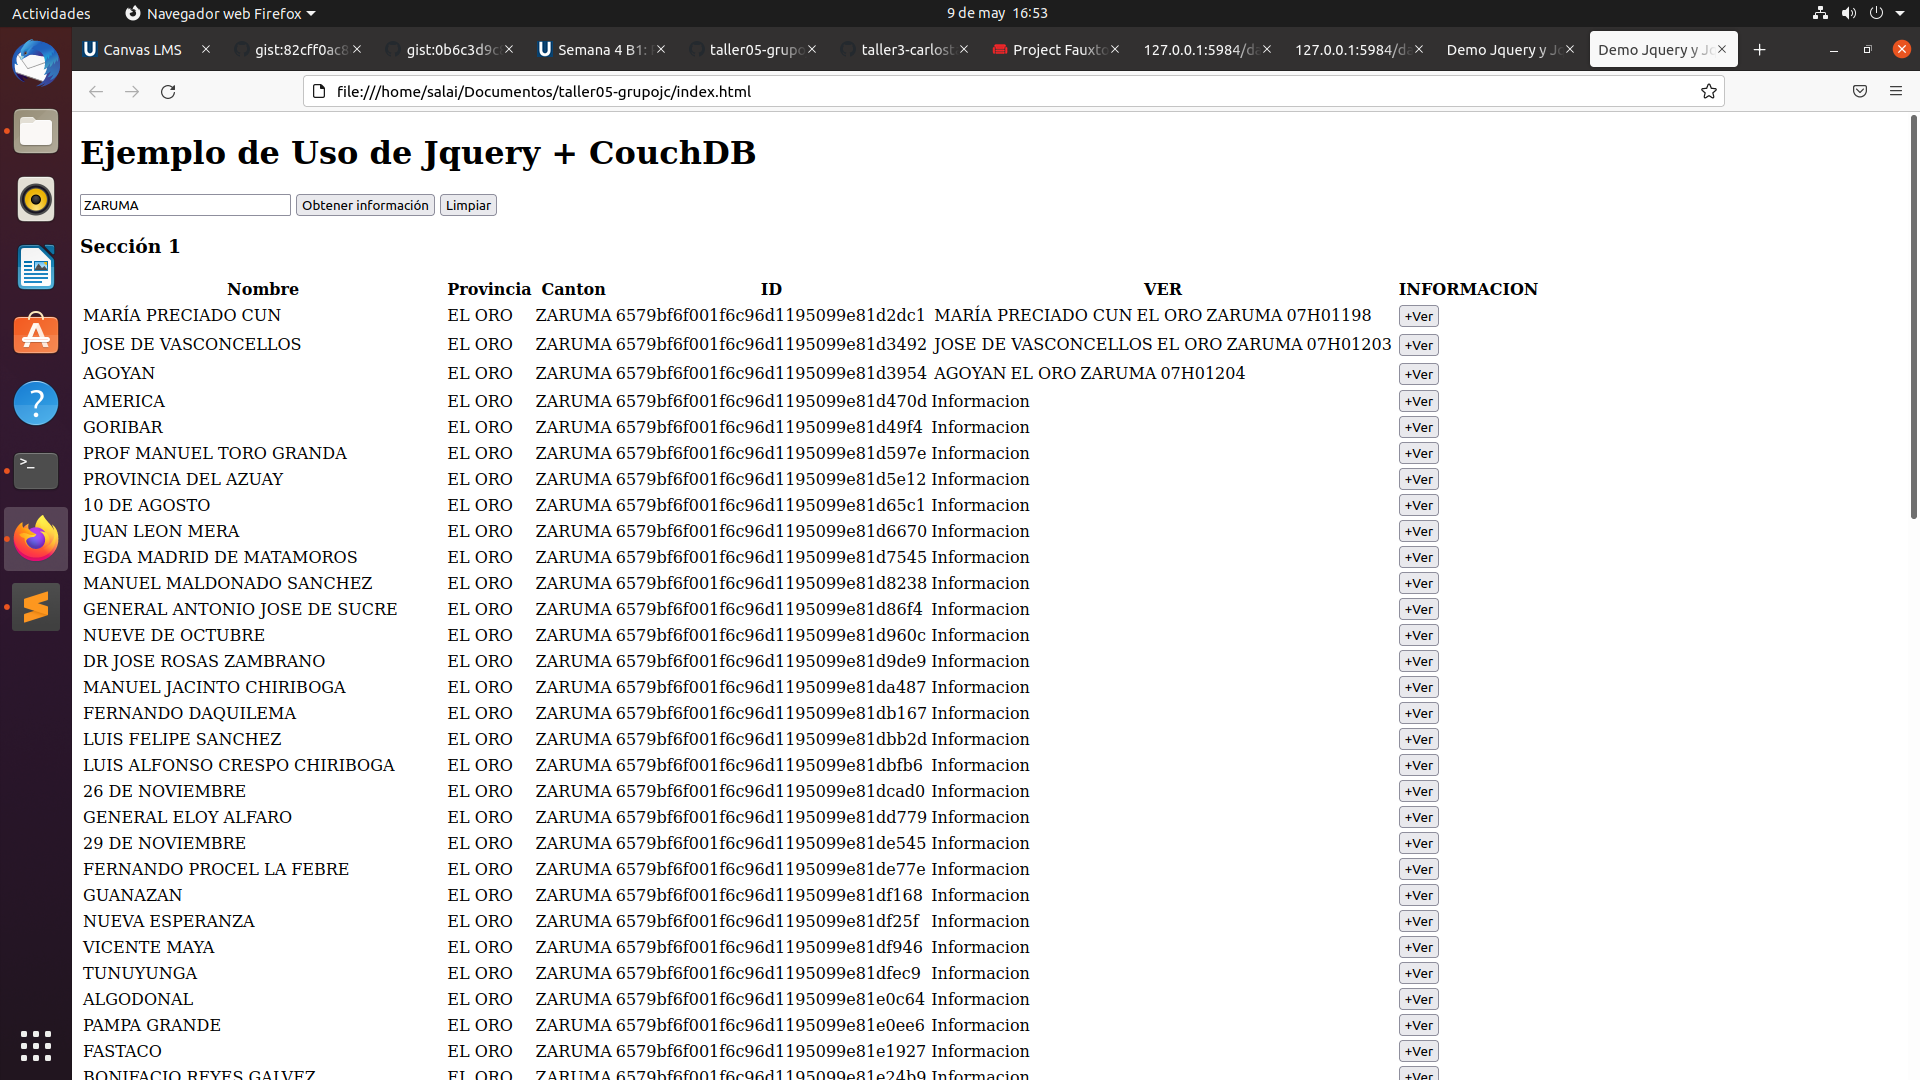 Actividades Navegador web Firefox 9 de may 16:53
Canvas LMS gist:82cff0ac8 gist:0b6c3d9c Semana 4 B1: taller05-grupo taller3-carlost Project Fauxto 127.0.0.1:5984/da 127.0.0.1:5984/da Demo Jquery y Jc Demo Jquery y Jc
file:///home/salai/Documentos/taller05-grupojc/index.html
Ejemplo de Uso de Jquery + CouchDB
ZARUMA Obtener información Limpiar
Sección 1
Nombre Provincia Canton ID VER INFORMACION
MARÍA PRECIADO CUN EL ORO ZARUMA 6579bf6f001f6c96d1195099e81d2dc1 MARÍA PRECIADO CUN EL ORO ZARUMA 07H01198 +Ver
JOSE DE VASCONCELLOS EL ORO ZARUMA 6579bf6f001f6c96d1195099e81d3492 JOSE DE VASCONCELLOS EL ORO ZARUMA 07H01203 +Ver
AGOYAN EL ORO ZARUMA 6579bf6f001f6c96d1195099e81d3954 AGOYAN EL ORO ZARUMA 07H01204 +Ver
AMERICA EL ORO ZARUMA 6579bf6f001f6c96d1195099e81d470d Informacion +Ver
GORIBAR EL ORO ZARUMA 6579bf6f001f6c96d1195099e81d49f4 Informacion +Ver
PROF MANUEL TORO GRANDA EL ORO ZARUMA 6579bf6f001f6c96d1195099e81d597e Informacion +Ver
PROVINCIA DEL AZUAY EL ORO ZARUMA 6579bf6f001f6c96d1195099e81d5e12 Informacion +Ver
10 DE AGOSTO EL ORO ZARUMA 6579bf6f001f6c96d1195099e81d65c1 Informacion +Ver
JUAN LEON MERA EL ORO ZARUMA 6579bf6f001f6c96d1195099e81d6670 Informacion +Ver
EGDA MADRID DE MATAMOROS EL ORO ZARUMA 6579bf6f001f6c96d1195099e81d7545 Informacion +Ver
MANUEL MALDONADO SANCHEZ EL ORO ZARUMA 6579bf6f001f6c96d1195099e81d8238 Informacion +Ver
GENERAL ANTONIO JOSE DE SUCRE EL ORO ZARUMA 6579bf6f001f6c96d1195099e81d86f4 Informacion +Ver
NUEVE DE OCTUBRE EL ORO ZARUMA 6579bf6f001f6c96d1195099e81d960c Informacion +Ver
DR JOSE ROSAS ZAMBRANO EL ORO ZARUMA 6579bf6f001f6c96d1195099e81d9de9 Informacion +Ver
MANUEL JACINTO CHIRIBOGA EL ORO ZARUMA 6579bf6f001f6c96d1195099e81da487 Informacion +Ver
FERNANDO DAQUILEMA EL ORO ZARUMA 6579bf6f001f6c96d1195099e81db167 Informacion +Ver
LUIS FELIPE SANCHEZ EL ORO ZARUMA 6579bf6f001f6c96d1195099e81dbb2d Informacion +Ver
LUIS ALFONSO CRESPO CHIRIBOGA EL ORO ZARUMA 6579bf6f001f6c96d1195099e81dbfb6 Informacion +Ver
26 DE NOVIEMBRE EL ORO ZARUMA 6579bf6f001f6c96d1195099e81dcad0 Informacion +Ver
GENERAL ELOY ALFARO EL ORO ZARUMA 6579bf6f001f6c96d1195099e81dd779 Informacion +Ver
29 DE NOVIEMBRE EL ORO ZARUMA 6579bf6f001f6c96d1195099e81de545 Informacion +Ver
FERNANDO PROCEL LA FEBRE EL ORO ZARUMA 6579bf6f001f6c96d1195099e81de77e Informacion +Ver
GUANAZAN EL ORO ZARUMA 6579bf6f001f6c96d1195099e81df168 Informacion +Ver
NUEVA ESPERANZA EL ORO ZARUMA 6579bf6f001f6c96d1195099e81df25f Informacion +Ver
VICENTE MAYA EL ORO ZARUMA 6579bf6f001f6c96d1195099e81df946 Informacion +Ver
TUNUYUNGA EL ORO ZARUMA 6579bf6f001f6c96d1195099e81dfec9 Informacion +Ver
ALGODONAL EL ORO ZARUMA 6579bf6f001f6c96d1195099e81e0c64 Informacion +Ver
PAMPA GRANDE EL ORO ZARUMA 6579bf6f001f6c96d1195099e81e0ee6 Informacion +Ver
FASTACO EL ORO ZARUMA 6579bf6f001f6c96d1195099e81e1927 Informacion +Ver
BONIFACIO REYES GALVEZ EL ORO ZARUMA 6579bf6f001f6c96d1195099e81e24b9 Informacion +Ver